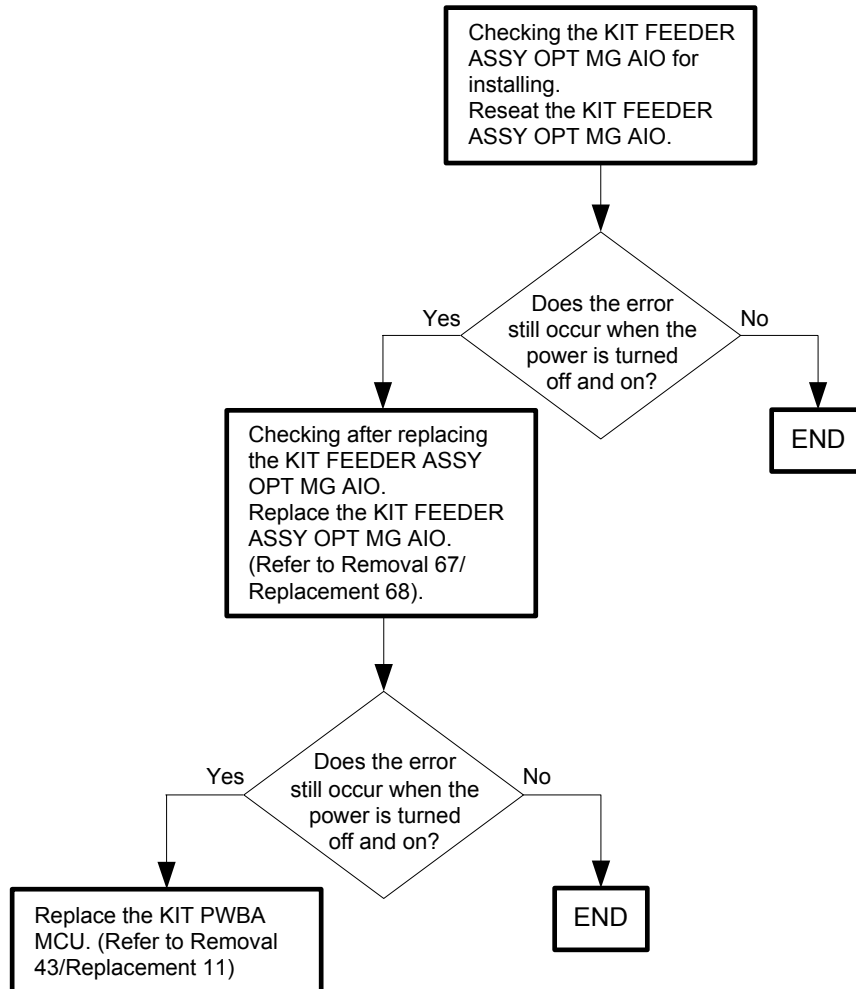 Checking the KIT FEEDER
ASSY OPT MG AIO for
installing.
Reseat the KIT FEEDER
ASSY OPT MG AIO.
Does the error
still occur when the
power is turned
off and on?
Yes
No
END
Checking after replacing
the KIT FEEDER ASSY
OPT MG AIO.
Replace the KIT FEEDER
ASSY OPT MG AIO.
(Refer to Removal 67/
Replacement 68).
Does the error
still occur when the
power is turned
off and on?
Yes
No
END
Replace the KIT PWBA
MCU. (Refer to Removal
43/Replacement 11)